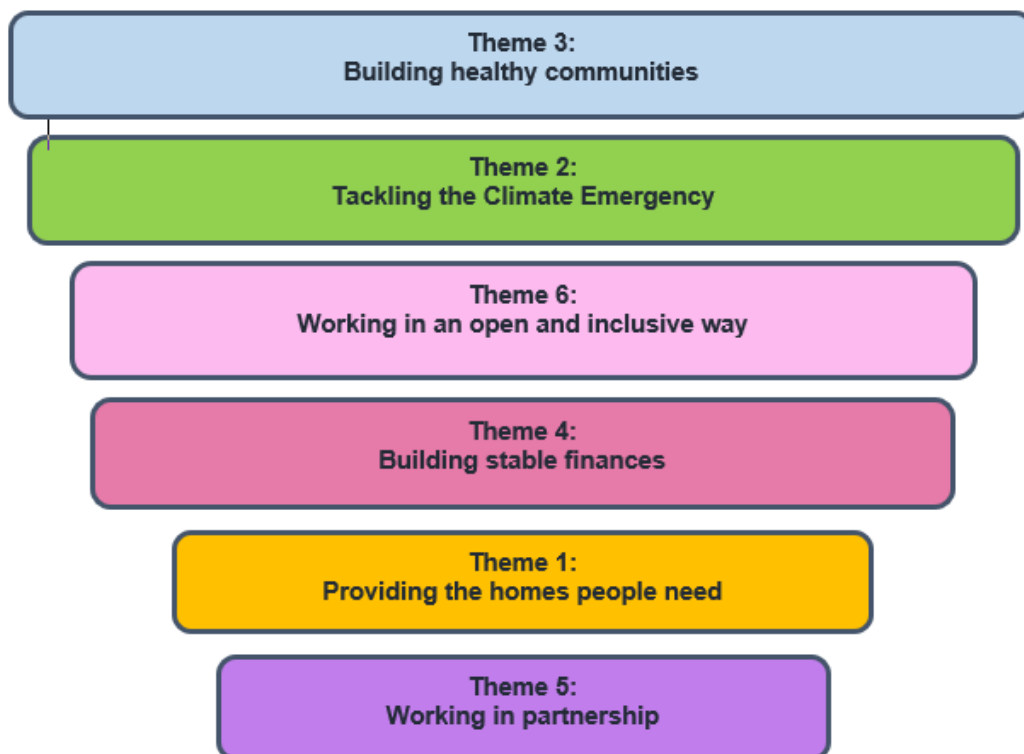 Theme 3:
Building healthy communities
Theme 2:
Tackling the Climate Emergency
Theme 6:
Working in an open and inclusive way
Theme 4:
Building stable finances
Theme 1:
Providing the homes people need
Theme 5:
Working in partnership